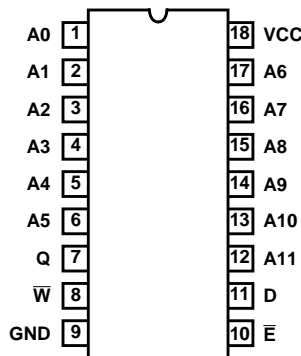 A0 1 18 VCC
A1 2 17 A6
A2 3 16 A7
A3 4 15 A8
A4 5 14 A9
A5 6 13 A10
Q 7 12 A11
W̅ 8 11 D
GND 9 10 E̅